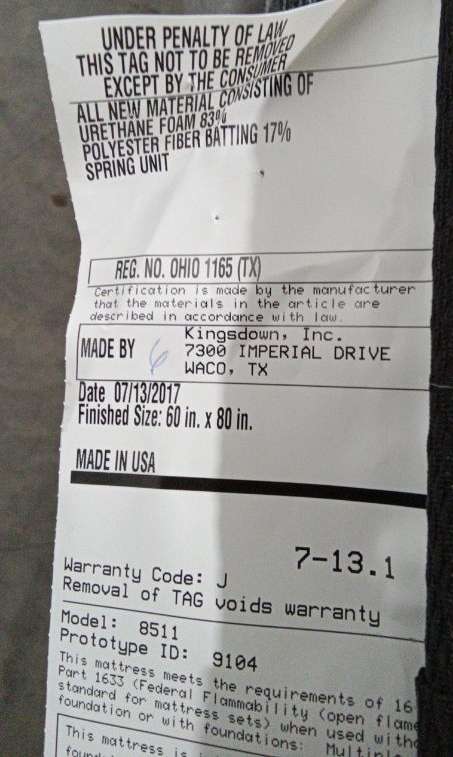 UNDER PENALTY OF LAW
THIS TAG NOT TO BE REMOVED
EXCEPT BY THE CONSUMER
ALL NEW MATERIAL CONSISTING OF
URETHANE FOAM 83%
POLYESTER FIBER BATTING 17%
SPRING UNIT
REG. NO. OHIO 1165 (TX)
Certification is made by the manufacturer
that the materials in the article are
described in accordance with law.
MADE BY
6
Kingsdown, Inc.
7300 IMPERIAL DRIVE
WACO, TX
Date 07/13/2017
Finished Size: 60 in. x 80 in.
MADE IN USA
7-13.1
Warranty Code: J
Removal of TAG voids warranty
Model: 8511
Prototype ID: 9104
This mattress meets the requirements of 16
Part 1633 (Federal Flammability (open flame
standard for mattress sets) when used witho
foundation or with foundations: Multipl
This mattress is
found